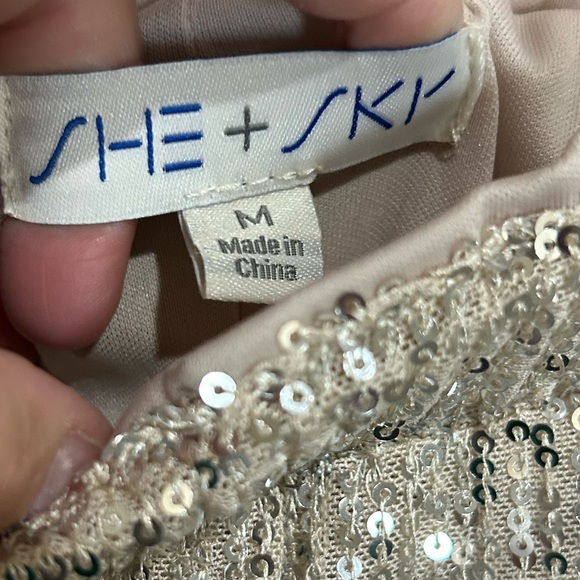 SHE + SKY
M
Made in
China